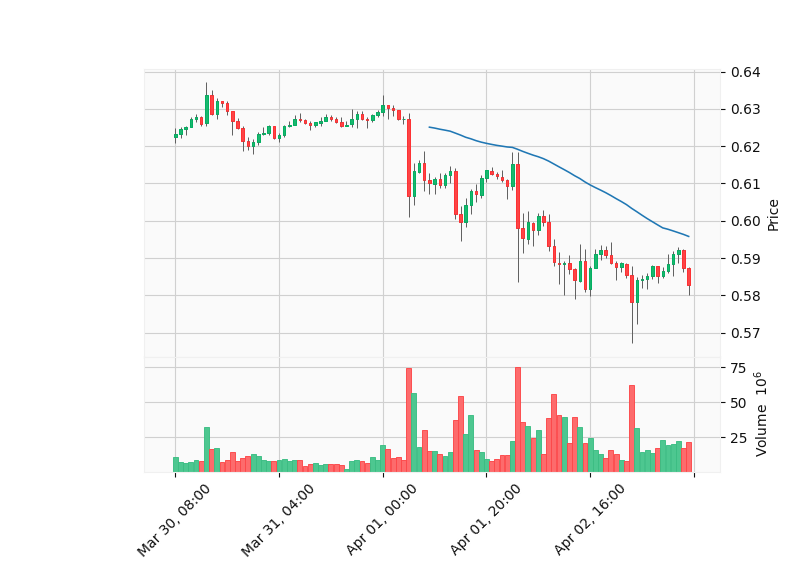 0.64
0.63
0.62
0.61
0.60
0.59
0.58
0.57
Price
75
50
25
Volume 10⁶
Mar 30, 08:00
Mar 31, 04:00
Apr 01, 00:00
Apr 01, 20:00
Apr 02, 16:00